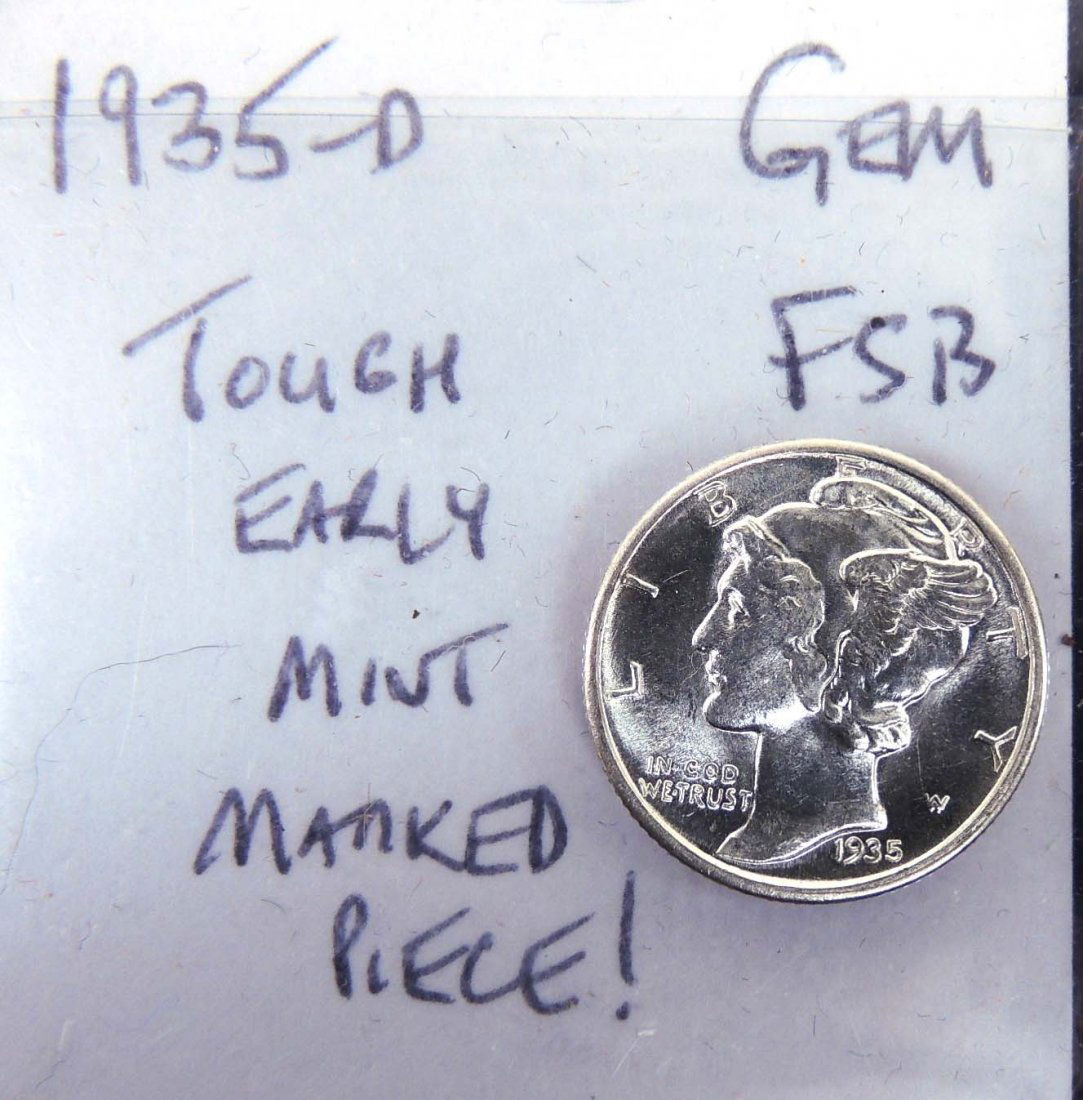 1935-D GEM
TOUGH FSB
EARLY
MINT
MARKED
PIECE!
LIBERTY
IN·GOD
WE·TRUST
W
1935